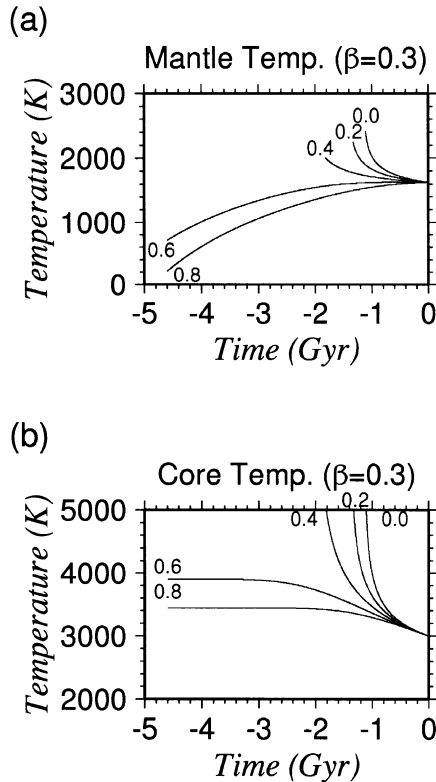 (a)
Mantle Temp. (β=0.3)
3000
2000
1000
0
Temperature (K)
0.0
0.2
0.4
0.6
0.8
-5 -4 -3 -2 -1 0
Time (Gyr)
(b)
Core Temp. (β=0.3)
5000
4000
3000
2000
Temperature (K)
0.2
0.4 0.0
0.6
0.8
-5 -4 -3 -2 -1 0
Time (Gyr)